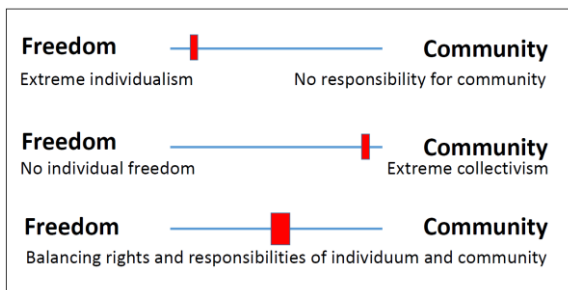 Freedom Community
Extreme individualism No responsibility for community
Freedom Community
No individual freedom Extreme collectivism
Freedom Community
Balancing rights and responsibilities of individuum and community